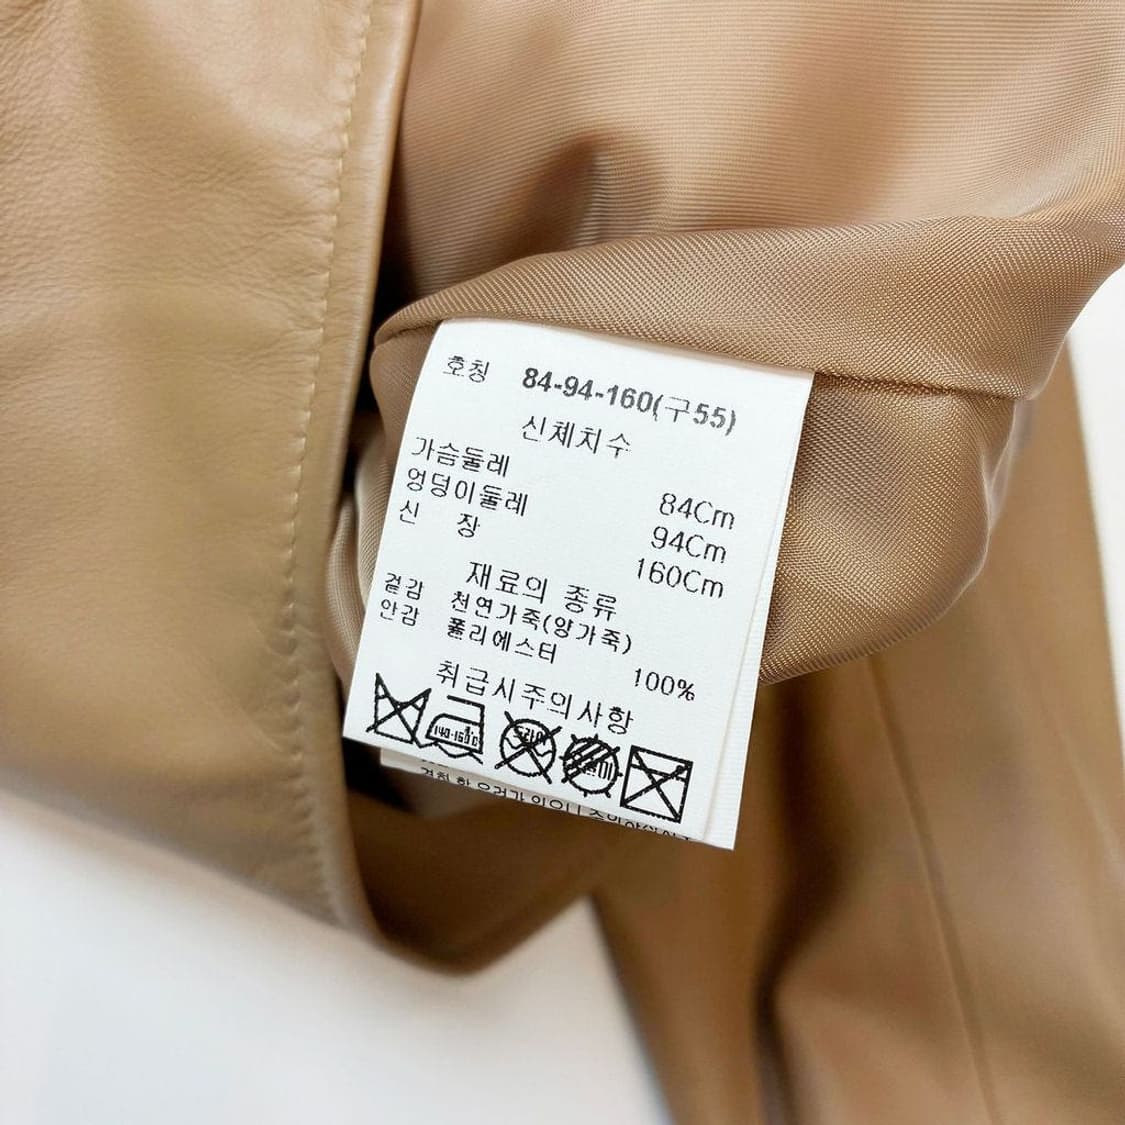 호칭 84-94-160(구55)
신체치수
가슴둘레 84Cm
엉덩이둘레 94Cm
신 장 160Cm
재료의 종류
겉감 천연가죽(양가죽)
안감 폴리에스터 100%
취급시주의사항
140-160℃